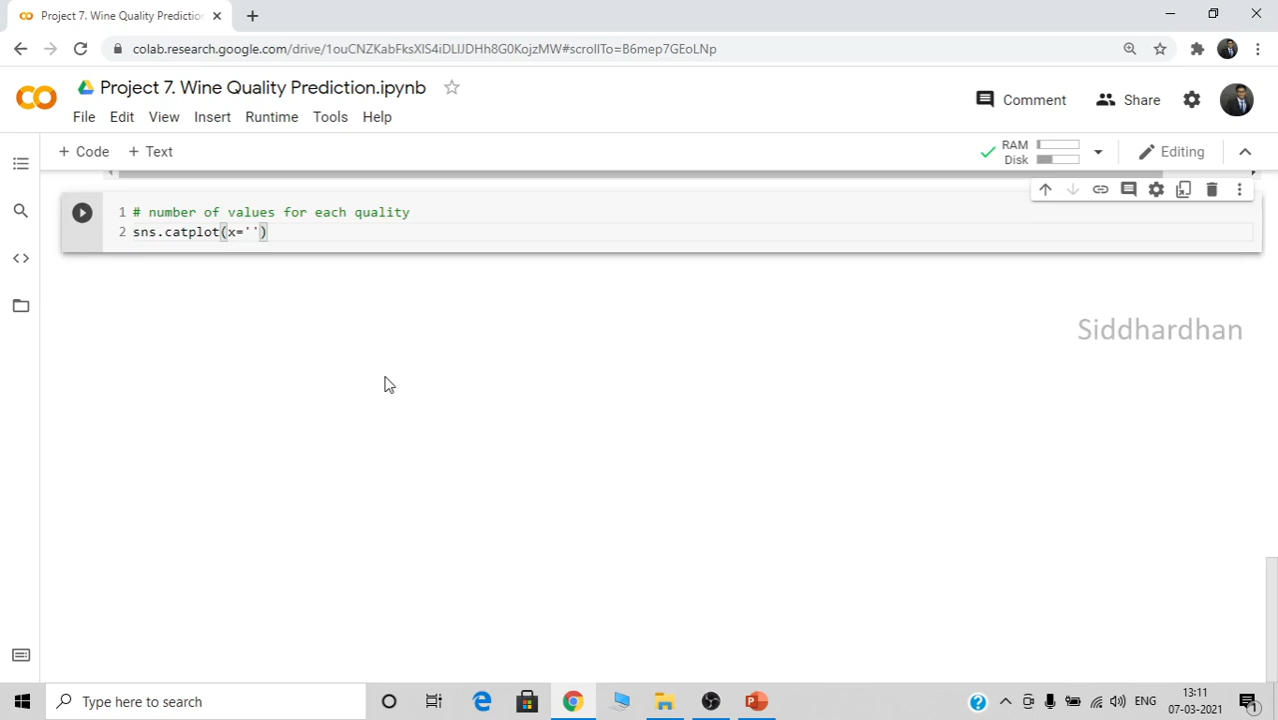 Project 7. Wine Quality Predictio
colab.research.google.com/drive/1ouCNZKabFksXlS4iDLlJDHh8G0KojzMW#scrollTo=B6mep7GEoLNp
Project 7. Wine Quality Prediction.ipynb
Comment
Share
File Edit View Insert Runtime Tools Help
+ Code + Text
RAM
Disk
Editing
1 # number of values for each quality
2 sns.catplot(x='')
Siddhardhan
Type here to search
ENG
13:11
07-03-2021
1